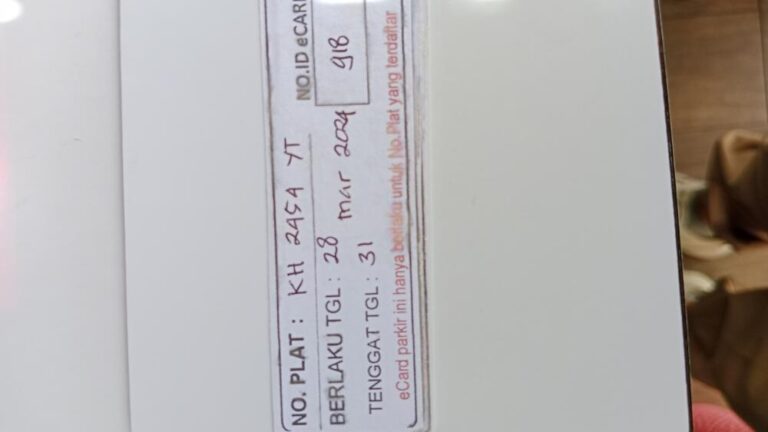 NO. PLAT : KH 2454 YT
NO.ID eCARD
918
BERLAKU TGL : 28 mar 2024
TENGGAT TGL : 31
eCard parkir ini hanya berlaku untuk No.Plat yang terdaftar